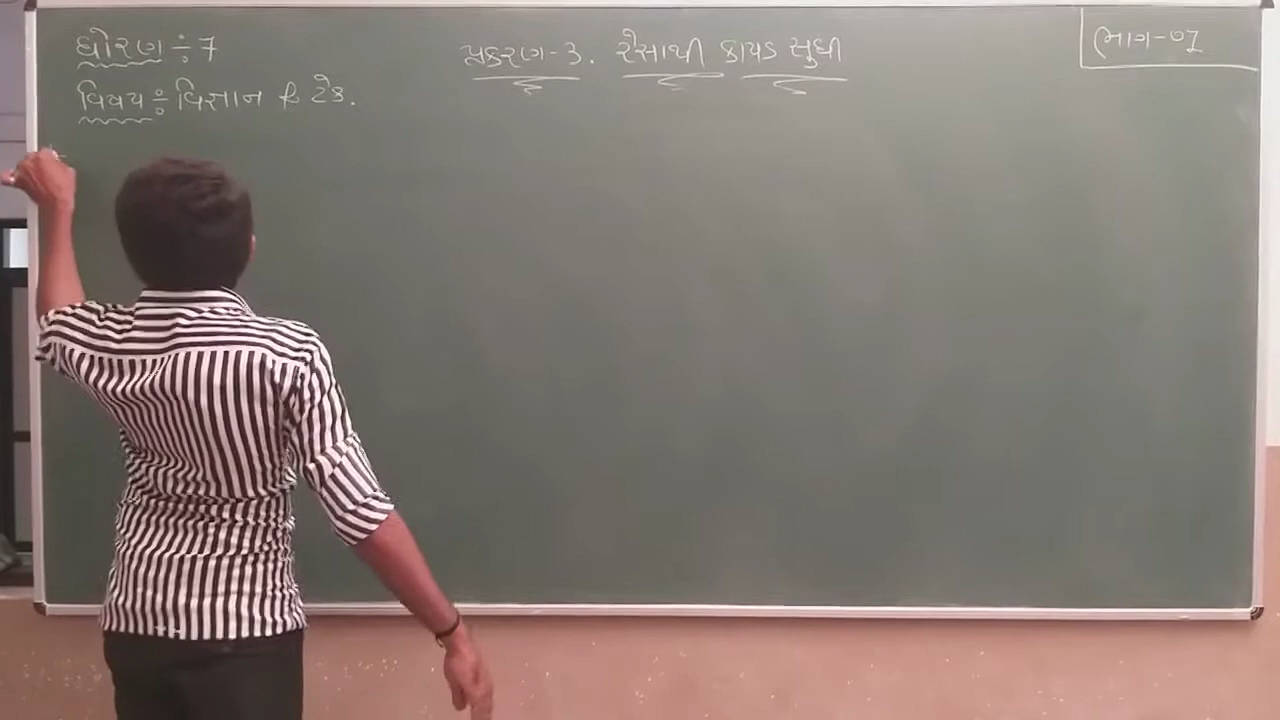 ધોરણ ÷ 7
પ્રકરણ-3. રેસાથી કાપડ સુધી
ભાગ-07
વિષય ÷ વિજ્ઞાન & ટેક.